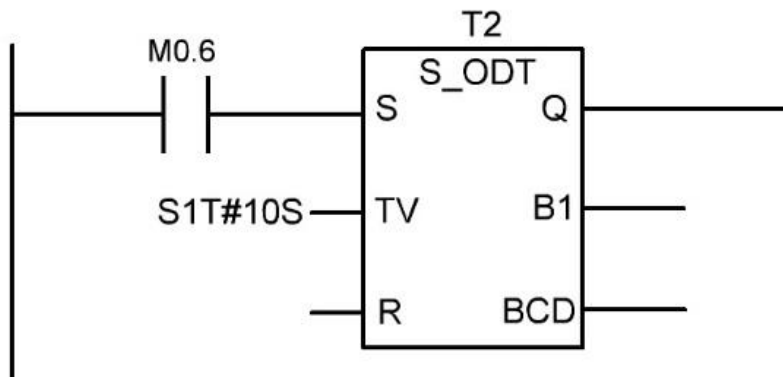 T2
M0.6
S_ODT
S Q
S1T#10S TV B1
R BCD